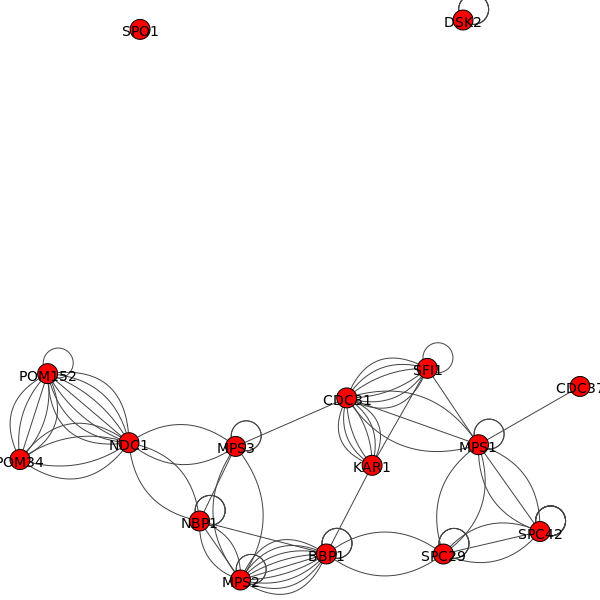 SPO1
DSK2
POM152
SFI1
CDC37
CDC31
NDC1
MPS3
MPS1
POM34
KAR1
NBP1
SPC42
BBP1
SPC29
MPS2